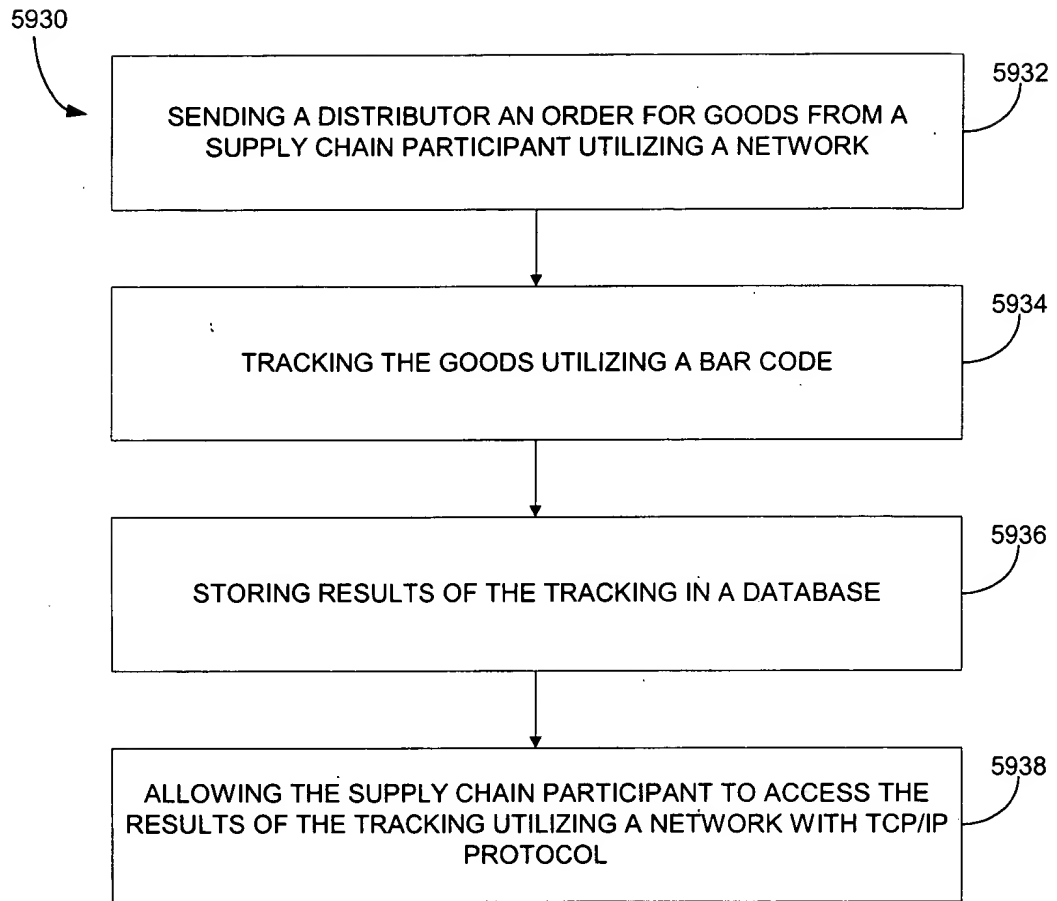 5930
5932
SENDING A DISTRIBUTOR AN ORDER FOR GOODS FROM A
SUPPLY CHAIN PARTICIPANT UTILIZING A NETWORK
5934
TRACKING THE GOODS UTILIZING A BAR CODE
5936
STORING RESULTS OF THE TRACKING IN A DATABASE
5938
ALLOWING THE SUPPLY CHAIN PARTICIPANT TO ACCESS THE
RESULTS OF THE TRACKING UTILIZING A NETWORK WITH TCP/IP
PROTOCOL